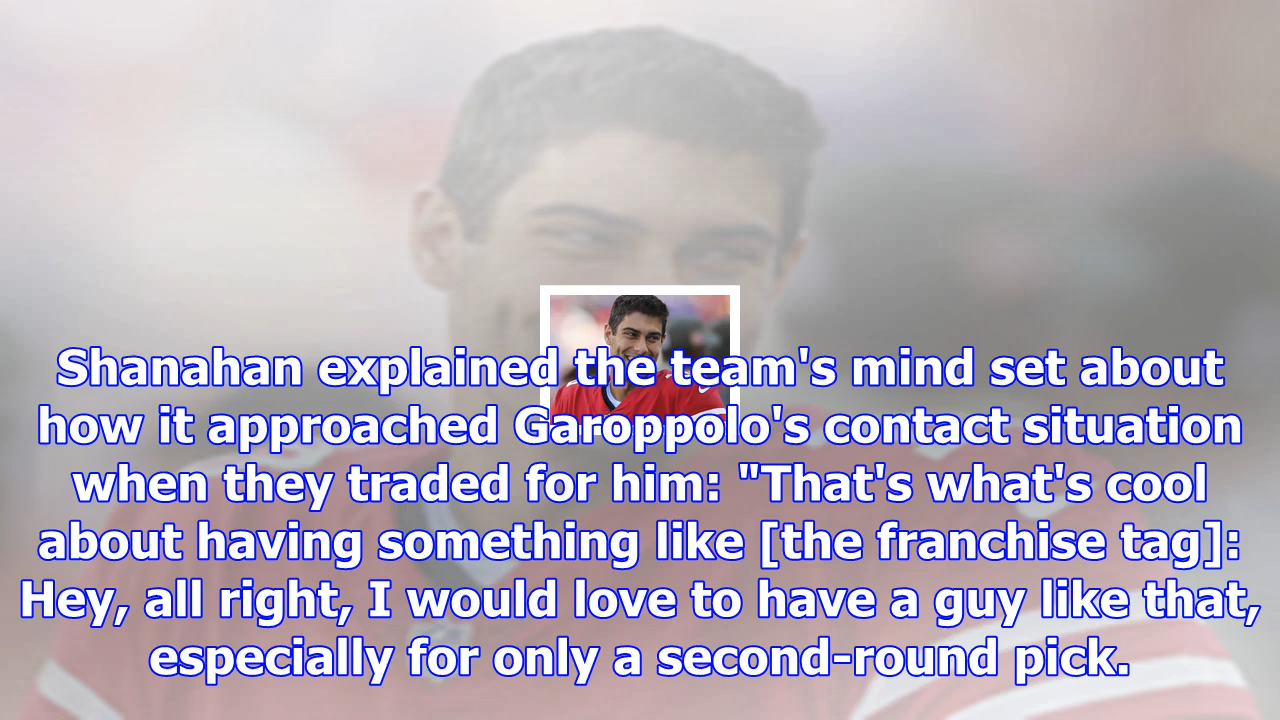 Shanahan explained the team's mind set about
how it approached Garoppolo's contact situation
when they traded for him: "That's what's cool
about having something like [the franchise tag]:
Hey, all right, I would love to have a guy like that,
especially for only a second-round pick.